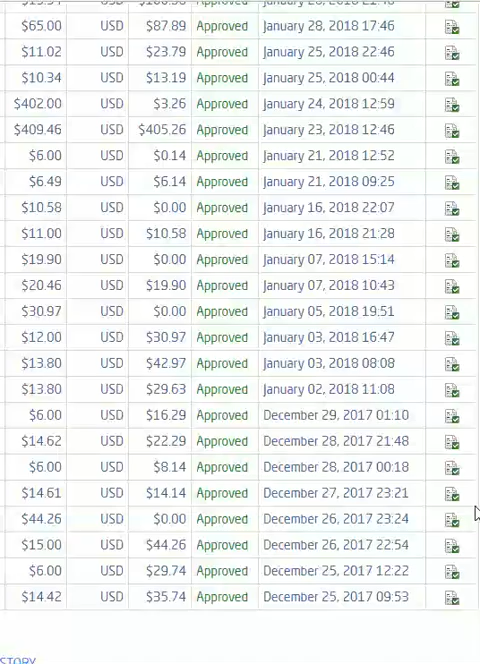 $65.00 USD $87.89 Approved January 28, 2018 17:46
$11.02 USD $23.79 Approved January 25, 2018 22:46
$10.34 USD $13.19 Approved January 25, 2018 00:44
$402.00 USD $3.26 Approved January 24, 2018 12:59
$409.46 USD $405.26 Approved January 23, 2018 12:46
$6.00 USD $0.14 Approved January 21, 2018 12:52
$6.49 USD $6.14 Approved January 21, 2018 09:25
$10.58 USD $0.00 Approved January 16, 2018 22:07
$11.00 USD $10.58 Approved January 16, 2018 21:28
$19.90 USD $0.00 Approved January 07, 2018 15:14
$20.46 USD $19.90 Approved January 07, 2018 10:43
$30.97 USD $0.00 Approved January 05, 2018 19:51
$12.00 USD $30.97 Approved January 03, 2018 16:47
$13.80 USD $42.97 Approved January 03, 2018 08:08
$13.80 USD $29.63 Approved January 02, 2018 11:08
$6.00 USD $16.29 Approved December 29, 2017 01:10
$14.62 USD $22.29 Approved December 28, 2017 21:48
$6.00 USD $8.14 Approved December 28, 2017 00:18
$14.61 USD $14.14 Approved December 27, 2017 23:21
$44.26 USD $0.00 Approved December 26, 2017 23:24
$15.00 USD $44.26 Approved December 26, 2017 22:54
$6.00 USD $29.74 Approved December 25, 2017 12:22
$14.42 USD $35.74 Approved December 25, 2017 09:53
STORY